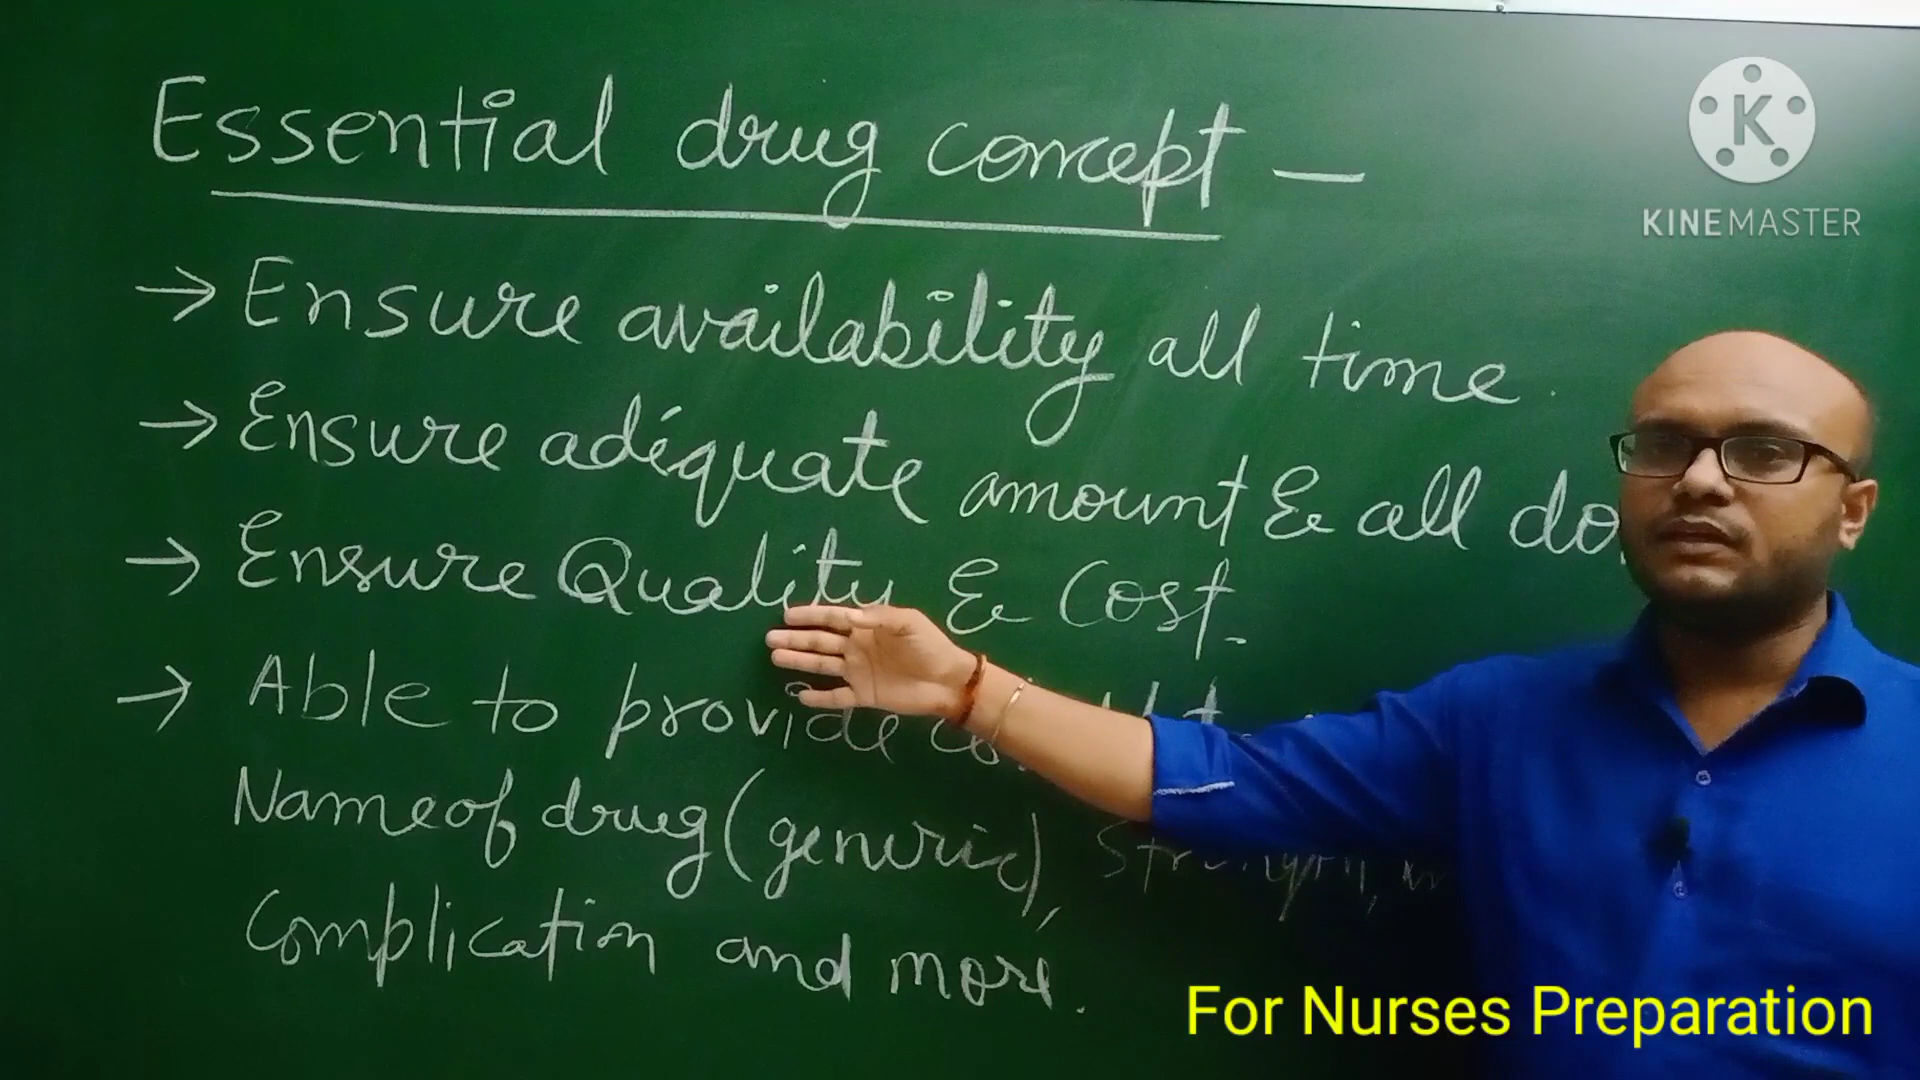 Essential drug concept —
K
KINEMASTER
→ Ensure availability all time.
→ Ensure adequate amount & all
→ Ensure Quality & Cost.
→ Able to provide
Name of drug (generic),
Complication and more.
For Nurses Preparation